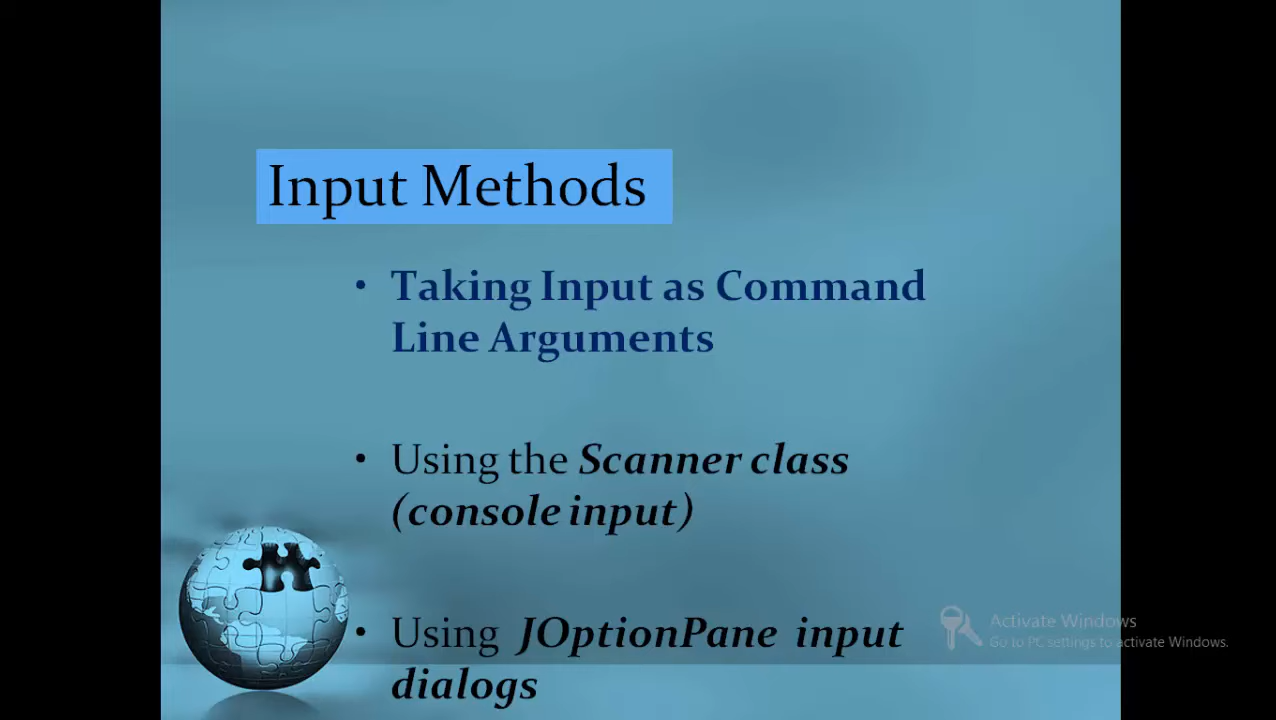 Input Methods
• Taking Input as Command
Line Arguments
• Using the Scanner class
(console input)
• Using JOptionPane input
dialogs
Activate Windows
Go to PC settings to activate Windows.